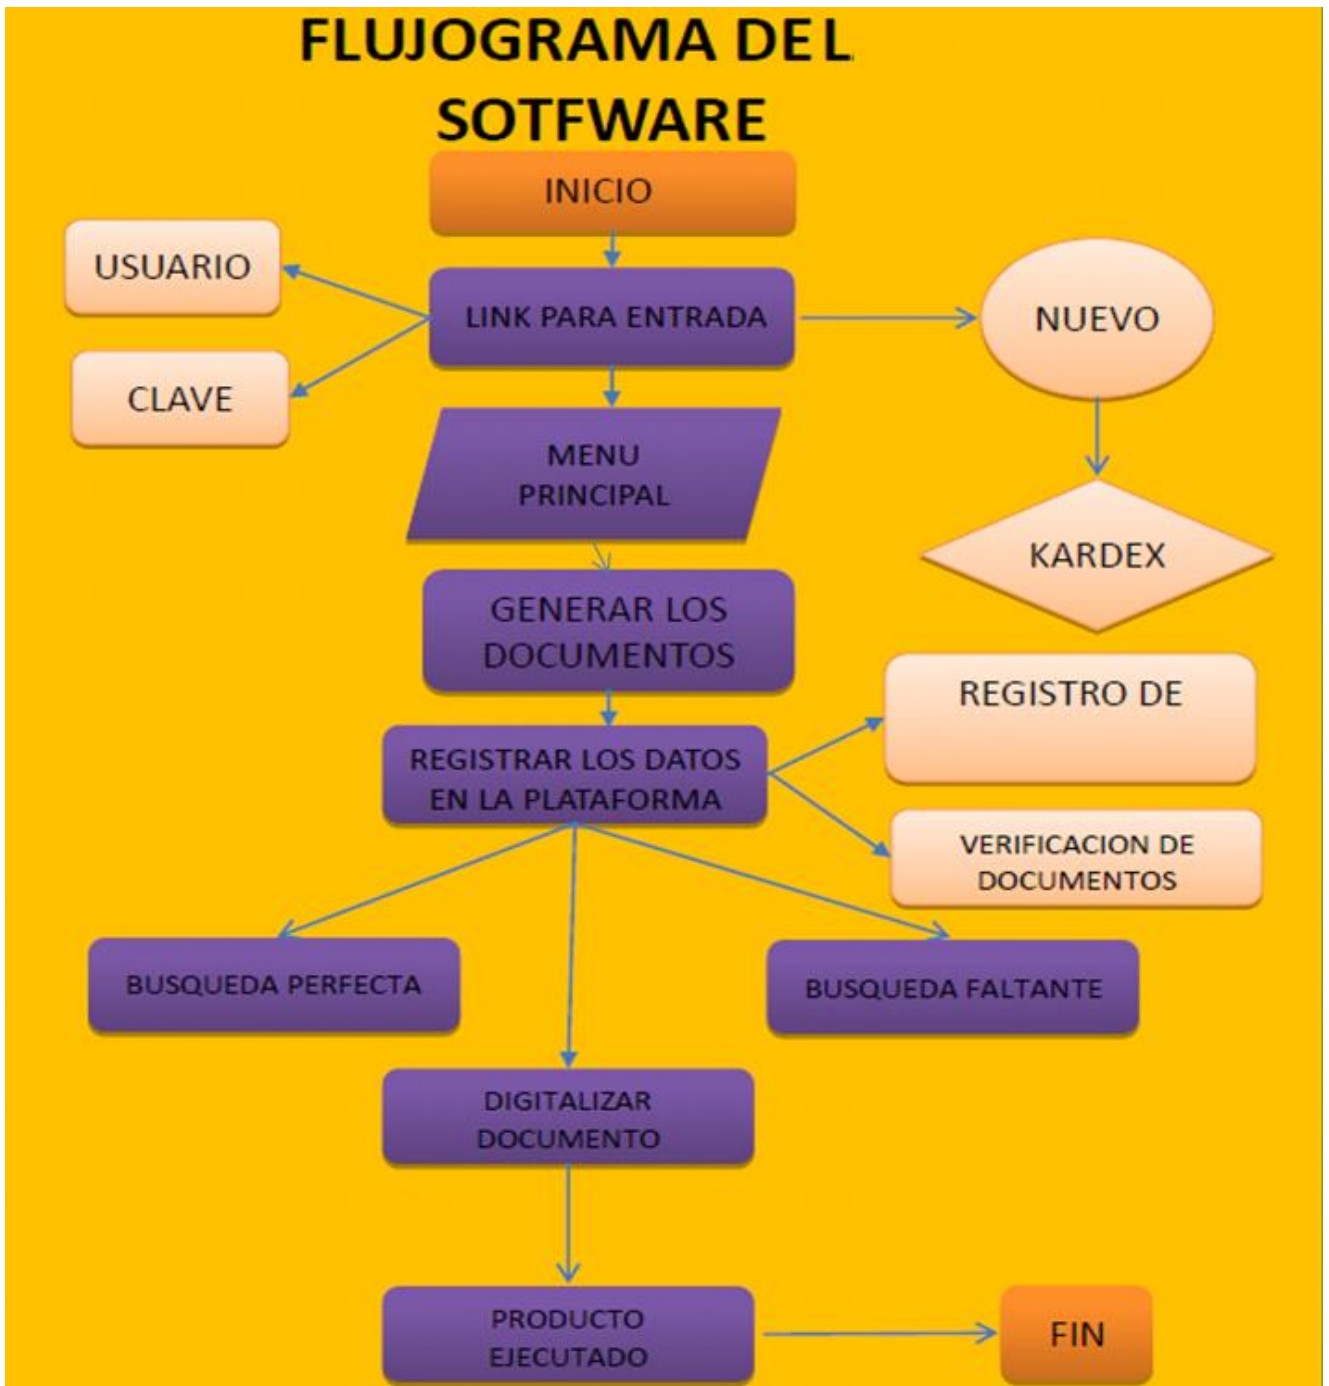 FLUJOGRAMA DEL
SOTFWARE
INICIO
USUARIO
LINK PARA ENTRADA
NUEVO
CLAVE
MENU
PRINCIPAL
KARDEX
GENERAR LOS
DOCUMENTOS
REGISTRO DE
REGISTRAR LOS DATOS
EN LA PLATAFORMA
VERIFICACION DE
DOCUMENTOS
BUSQUEDA PERFECTA
BUSQUEDA FALTANTE
DIGITALIZAR
DOCUMENTO
PRODUCTO
EJECUTADO
FIN